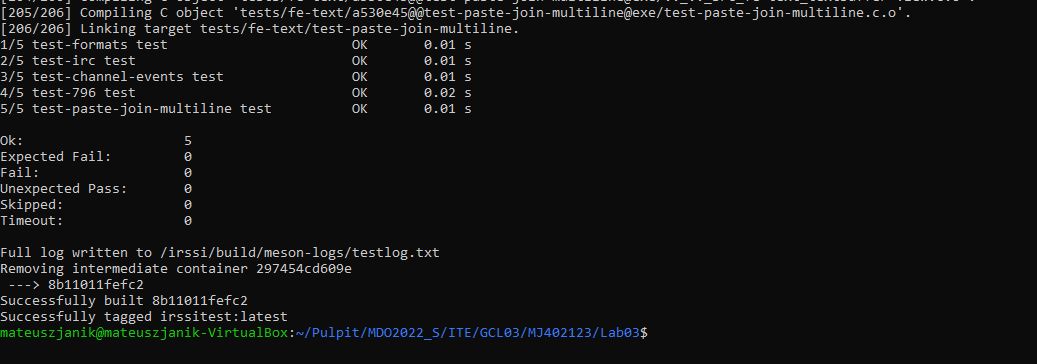 [205/206] Compiling C object 'tests/fe-text/a530e45@@test-paste-join-multiline@exe/test-paste-join-multiline.c.o'.
[206/206] Linking target tests/fe-text/test-paste-join-multiline.
1/5 test-formats test                       OK       0.01 s
2/5 test-irc test                           OK       0.01 s
3/5 test-channel-events test                OK       0.01 s
4/5 test-796 test                           OK       0.02 s
5/5 test-paste-join-multiline test          OK       0.01 s

Ok:                    5
Expected Fail:         0
Fail:                  0
Unexpected Pass:       0
Skipped:               0
Timeout:               0

Full log written to /irssi/build/meson-logs/testlog.txt
Removing intermediate container 297454cd609e
 ---> 8b11011fefc2
Successfully built 8b11011fefc2
Successfully tagged irssitest:latest
mateuszjanik@mateuszjanik-VirtualBox:~/Pulpit/MDO2022_S/ITE/GCL03/MJ402123/Lab03$